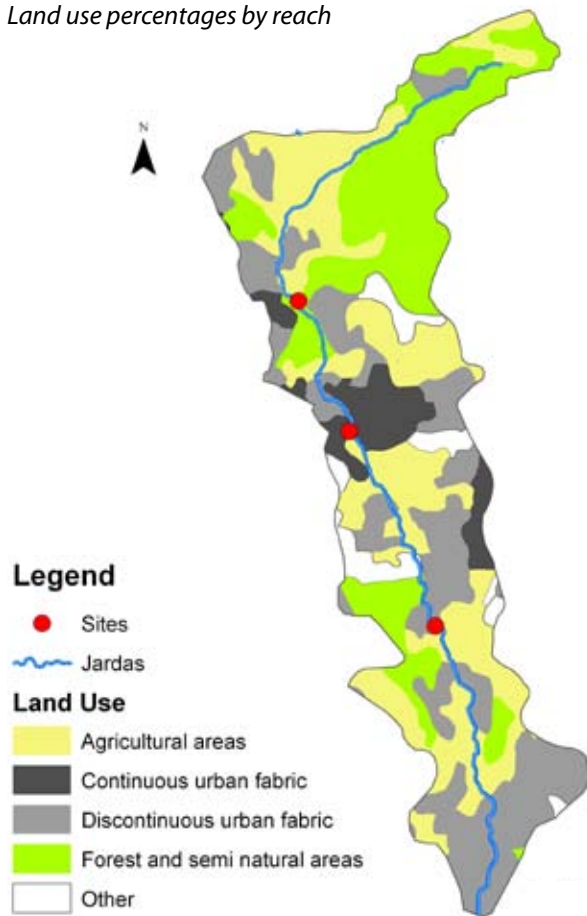 Land use percentages by reach
N
Legend
Sites
Jardas
Land Use
Agricultural areas
Continuous urban fabric
Discontinuous urban fabric
Forest and semi natural areas
Other